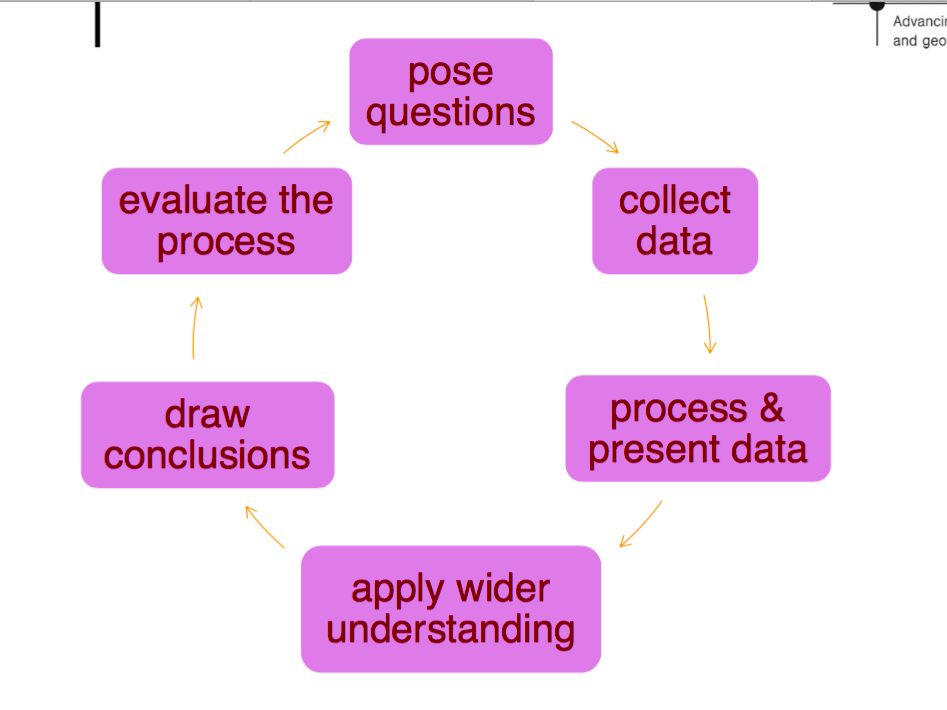 Advancin
and geo
pose
questions
collect
data
process &
present data
apply wider
understanding
draw
conclusions
evaluate the
process